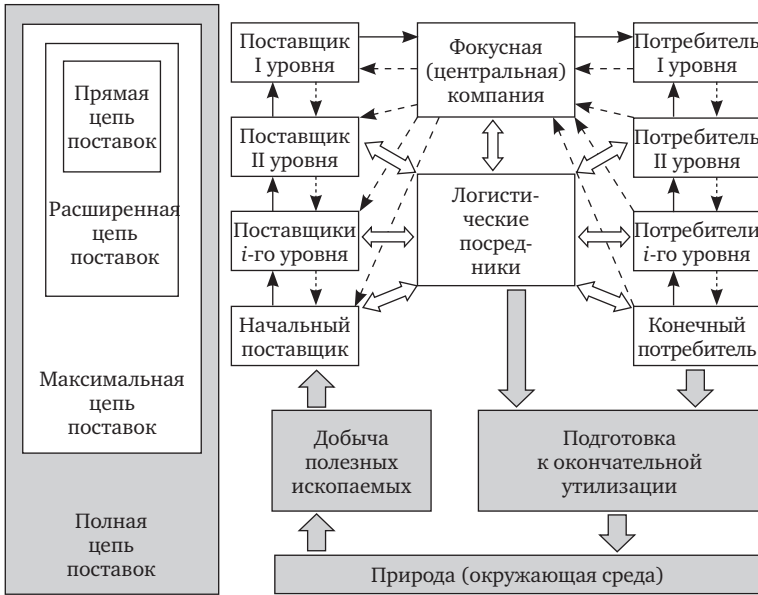 Прямая
цепь
поставок
Расширенная
цепь
поставок
Максимальная
цепь
поставок
Полная
цепь
поставок
Поставщик
I уровня
Поставщик
II уровня
Поставщики
i-го уровня
Начальный
поставщик
Фокусная
(центральная)
компания
Логисти-
ческие
посред-
ники
Потребитель
I уровня
Потребитель
II уровня
Потребители
i-го уровня
Конечный
потребитель
Добыча
полезных
ископаемых
Подготовка
к окончательной
утилизации
Природа (окружающая среда)